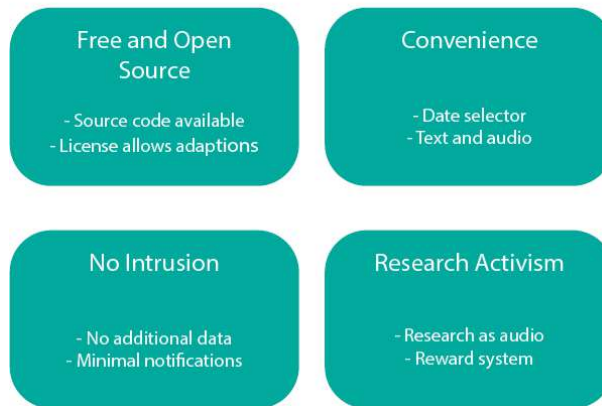 Free and Open
Source
- Source code available
- License allows adaptions
Convenience
- Date selector
- Text and audio
No Intrusion
- No additional data
- Minimal notifications
Research Activism
- Research as audio
- Reward system